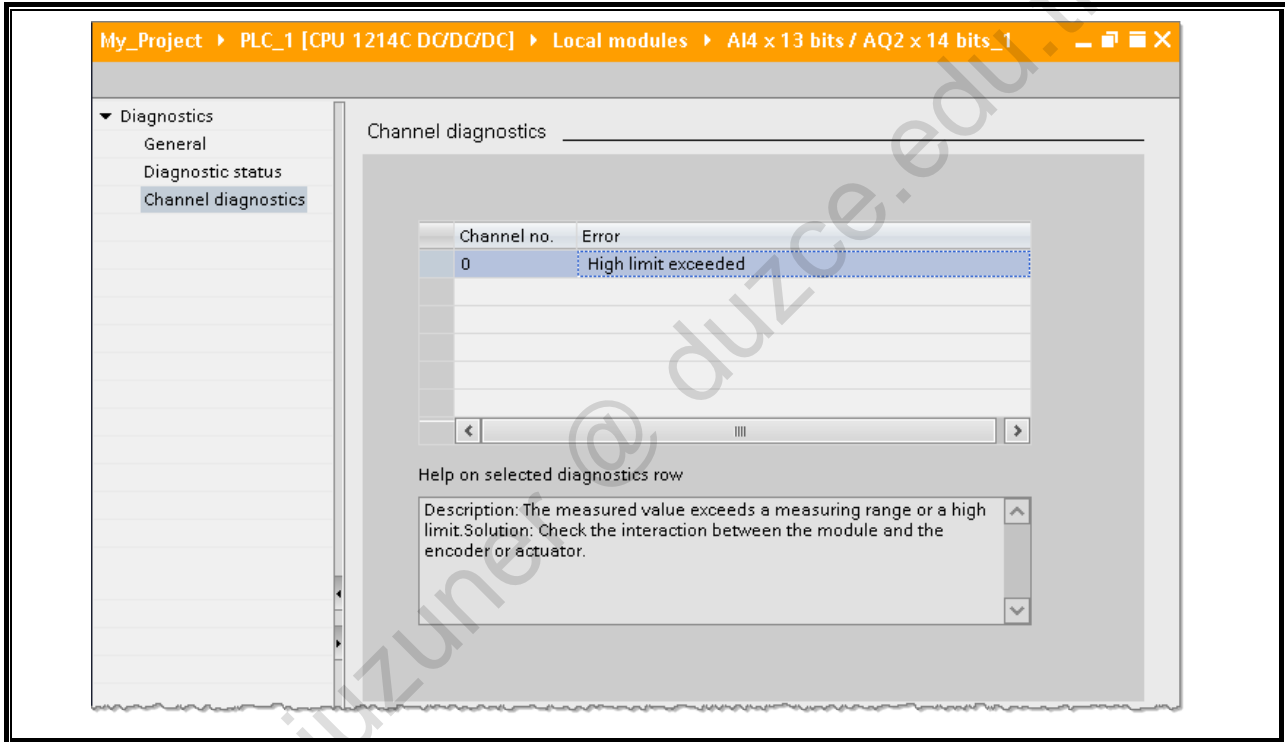 My_Project ▸ PLC_1 [CPU 1214C DC/DC/DC] ▸ Local modules ▸ AI4 x 13 bits / AQ2 x 14 bits_1
Diagnostics
General
Diagnostic status
Channel diagnostics
Channel diagnostics
Channel no. Error
0 High limit exceeded
Help on selected diagnostics row
Description: The measured value exceeds a measuring range or a high
limit.Solution: Check the interaction between the module and the
encoder or actuator.
uzuner @ duzce.edu.t